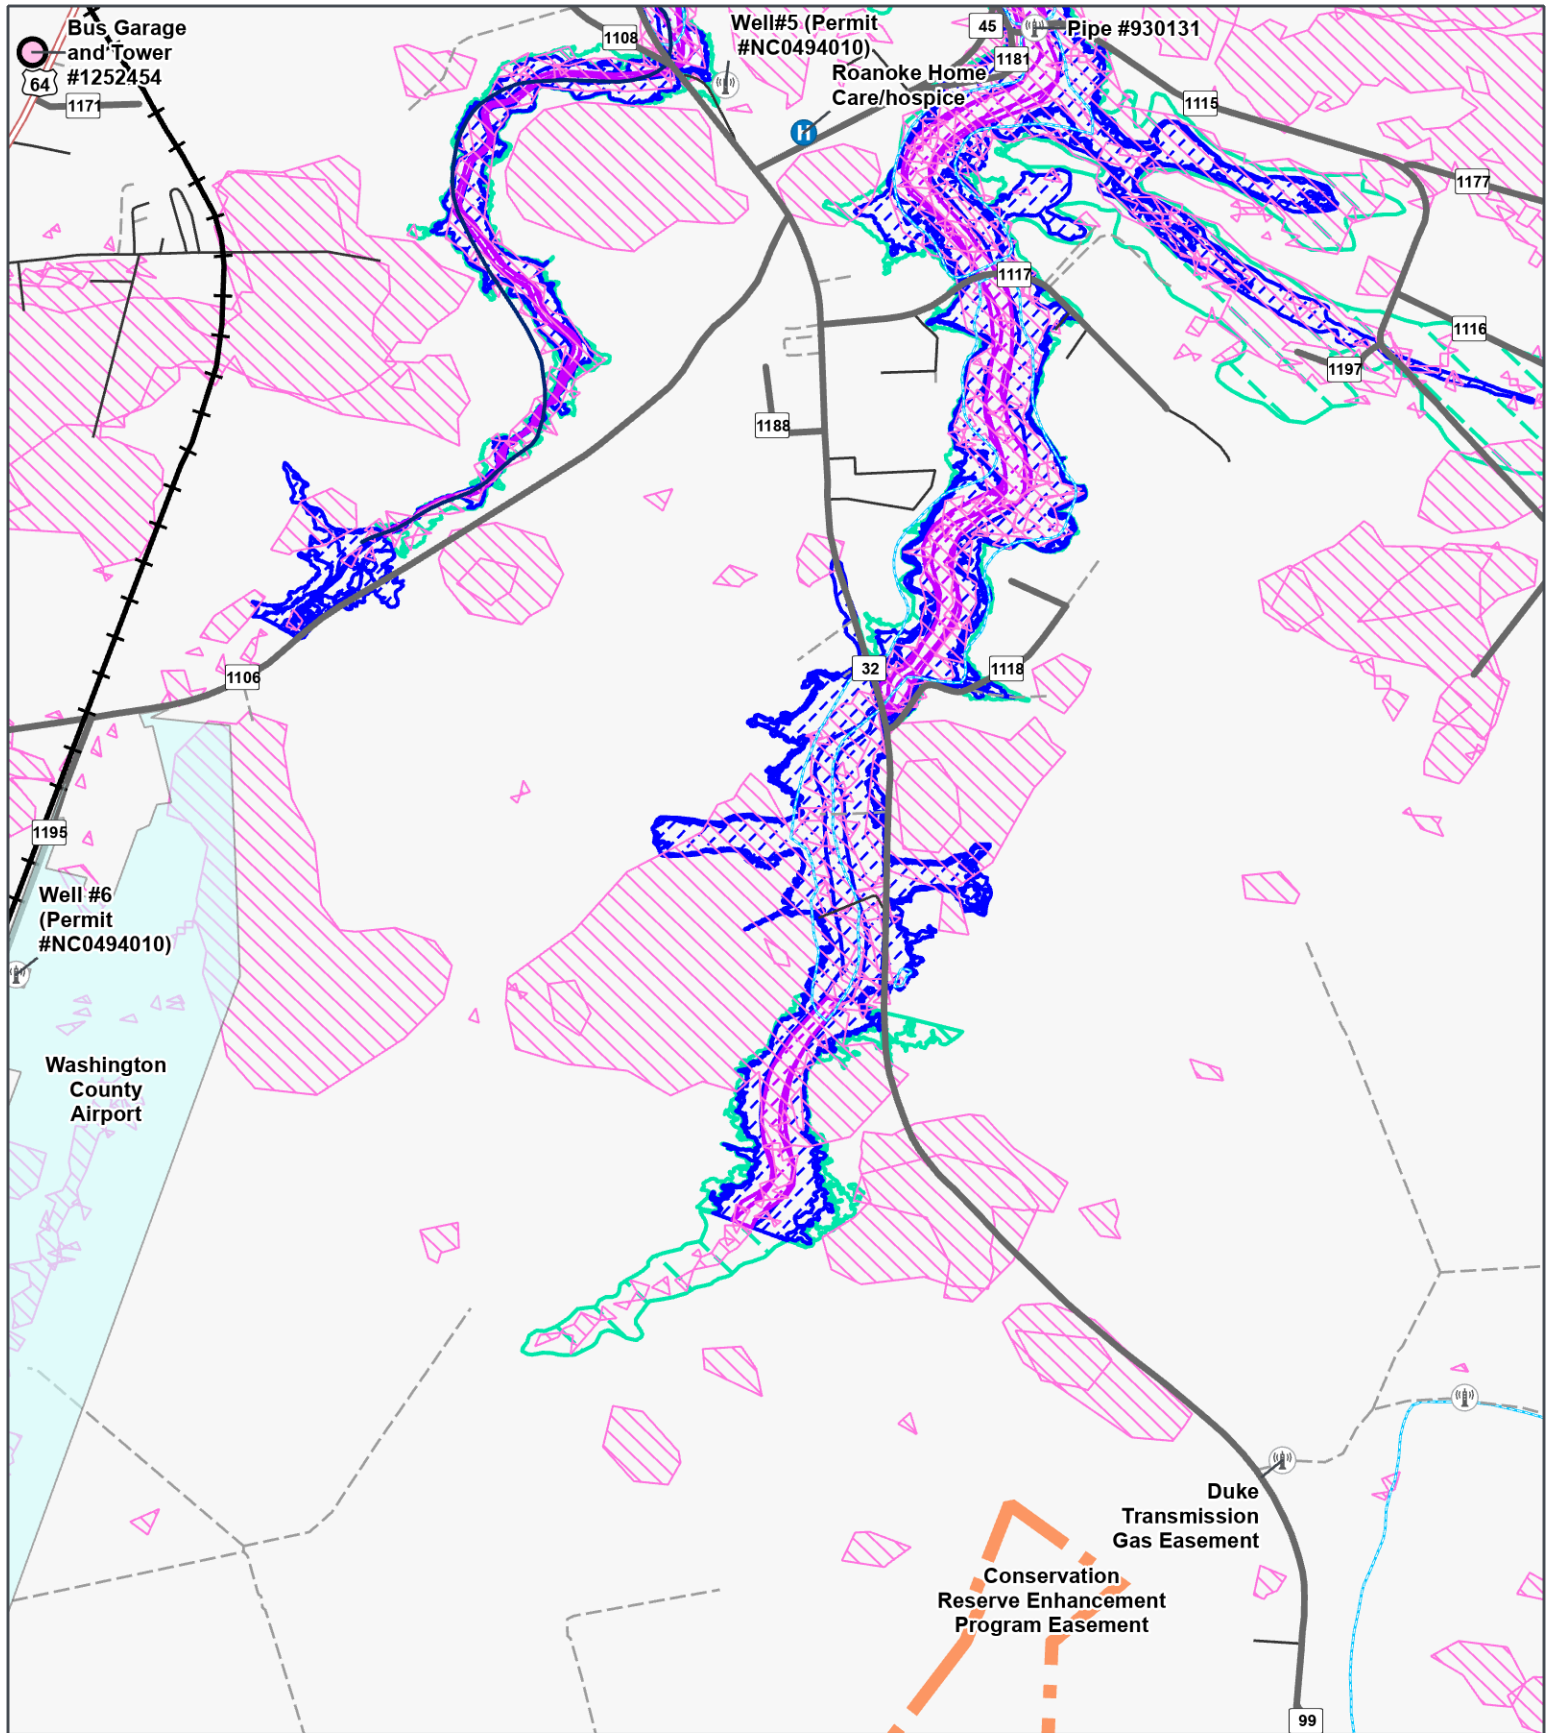 Bus Garage
and Tower
#1252454
64
1171
1108
Well#5 (Permit
#NC0494010)
45
Pipe #930131
1181
Roanoke Home
Care/hospice
H
1115
1177
1117
1116
1197
1188
32
1118
1106
1195
Well #6
(Permit
#NC0494010)
Washington
County
Airport
Duke
Transmission
Gas Easement
Conservation
Reserve Enhancement
Program Easement
99